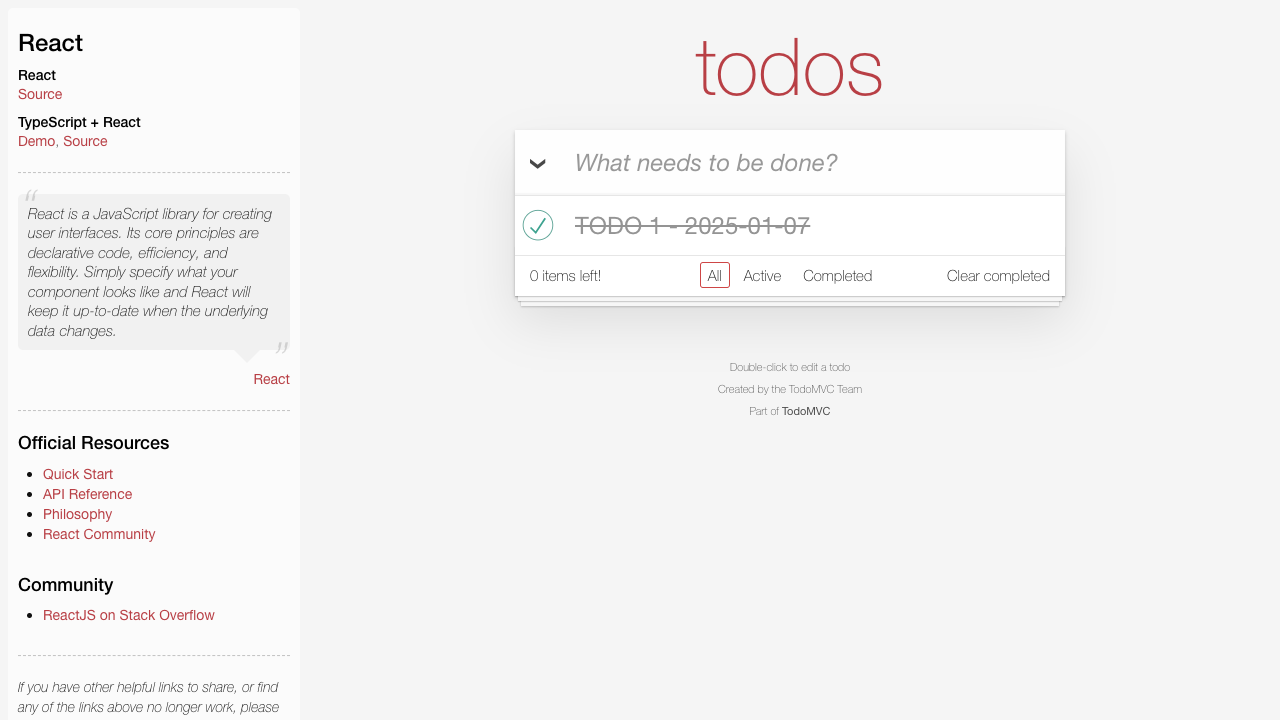 React
React
Source
TypeScript + React
Demo, Source
“
React is a JavaScript library for creating
user interfaces. Its core principles are
declarative code, efficiency, and
flexibility. Simply specify what your
component looks like and React will
keep it up-to-date when the underlying
data changes.
”
React
Official Resources
Quick Start
API Reference
Philosophy
React Community
Community
ReactJS on Stack Overflow
If you have other helpful links to share, or find
any of the links above no longer work, please
todos
What needs to be done?
TODO 1 - 2025-01-07
0 items left!
All
Active
Completed
Clear completed
Double-click to edit a todo
Created by the TodoMVC Team
Part of TodoMVC